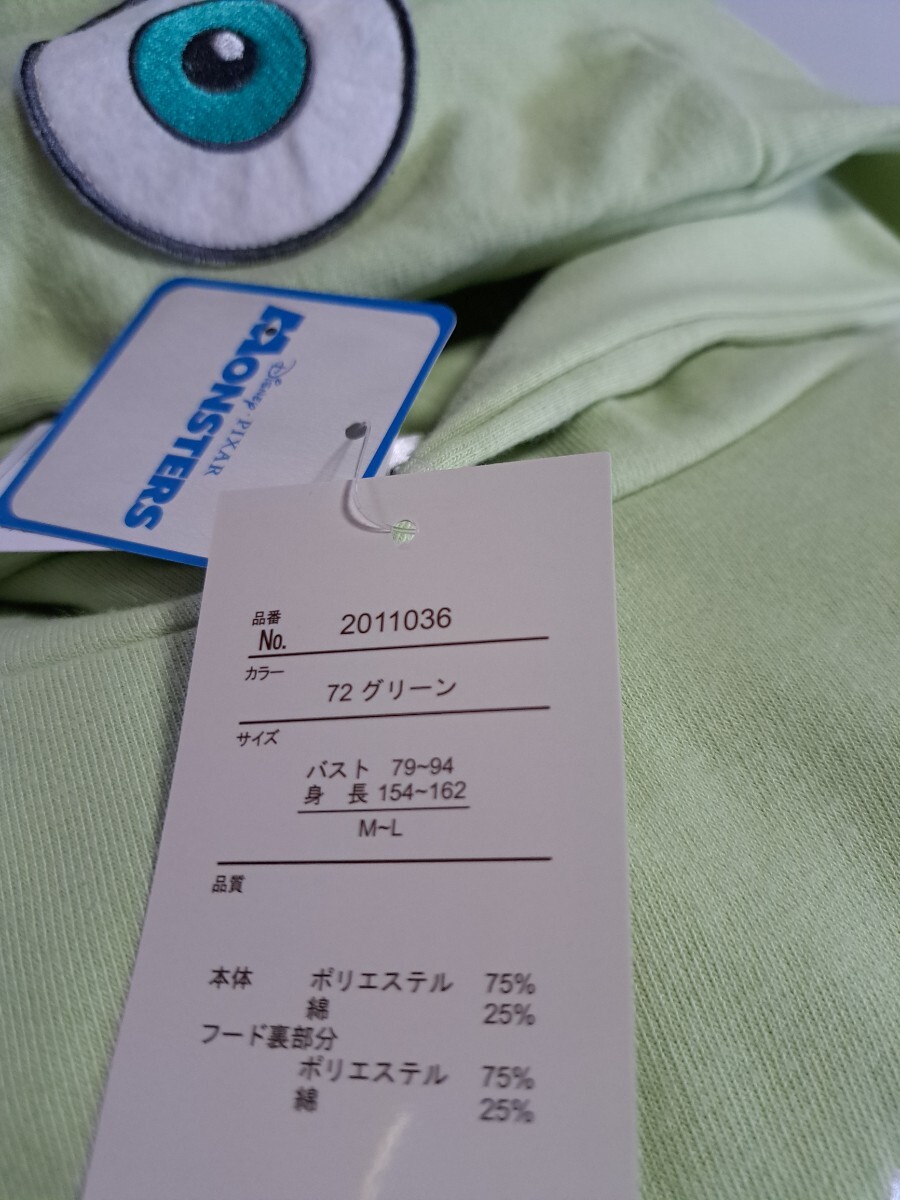 Disney・PIXAR
MONSTERS
品番
No. 2011036
カラー
72 グリーン
サイズ
バスト 79~94
身 長 154~162
M~L
品質
本体 ポリエステル 75%
綿 25%
フード裏部分
ポリエステル 75%
綿 25%